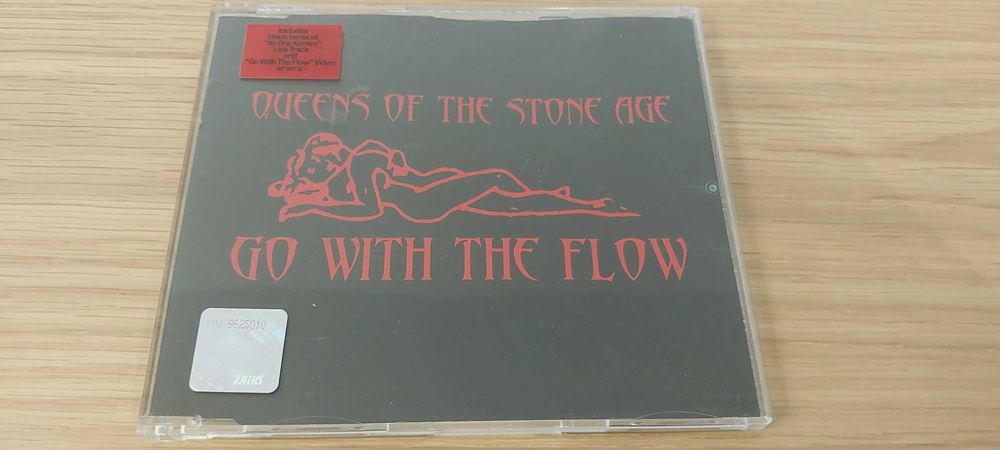 Includes
Unkle remix of
"No One Knows"
Live Track
and
"Go With The Flow" Video
QUEENS OF THE STONE AGE
GO WITH THE FLOW
9625010
ZAiKS